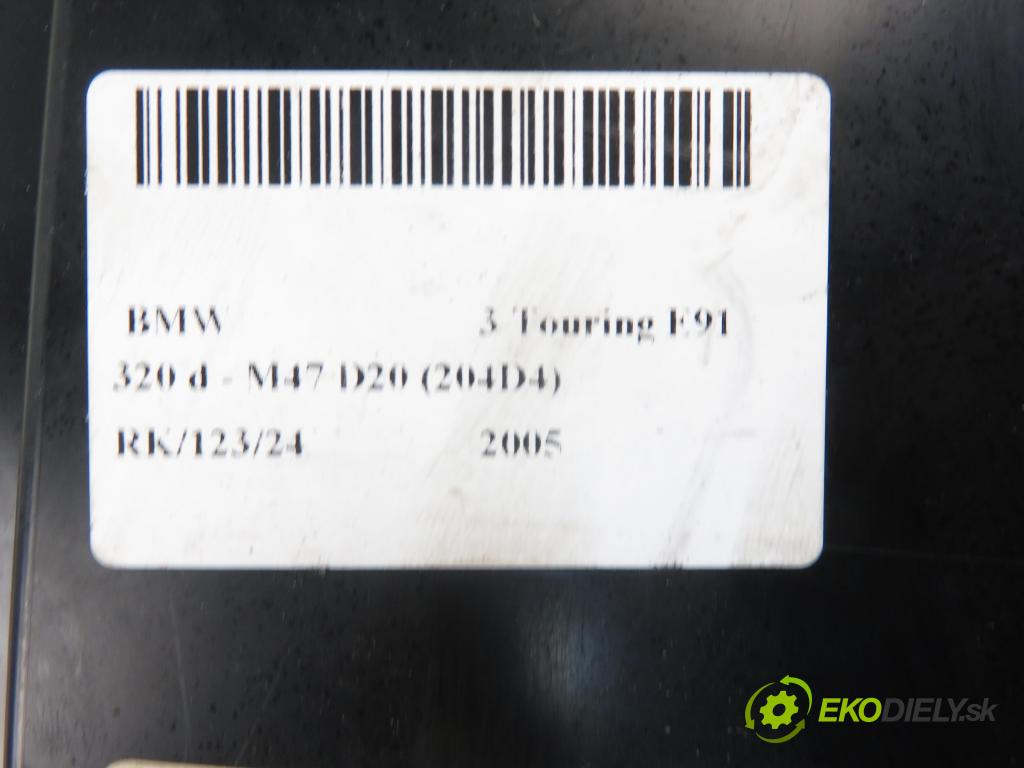 BMW 3 Touring E91
320 d - M47 D20 (204D4)
RK/123/24 2005
EKODIELY.sk